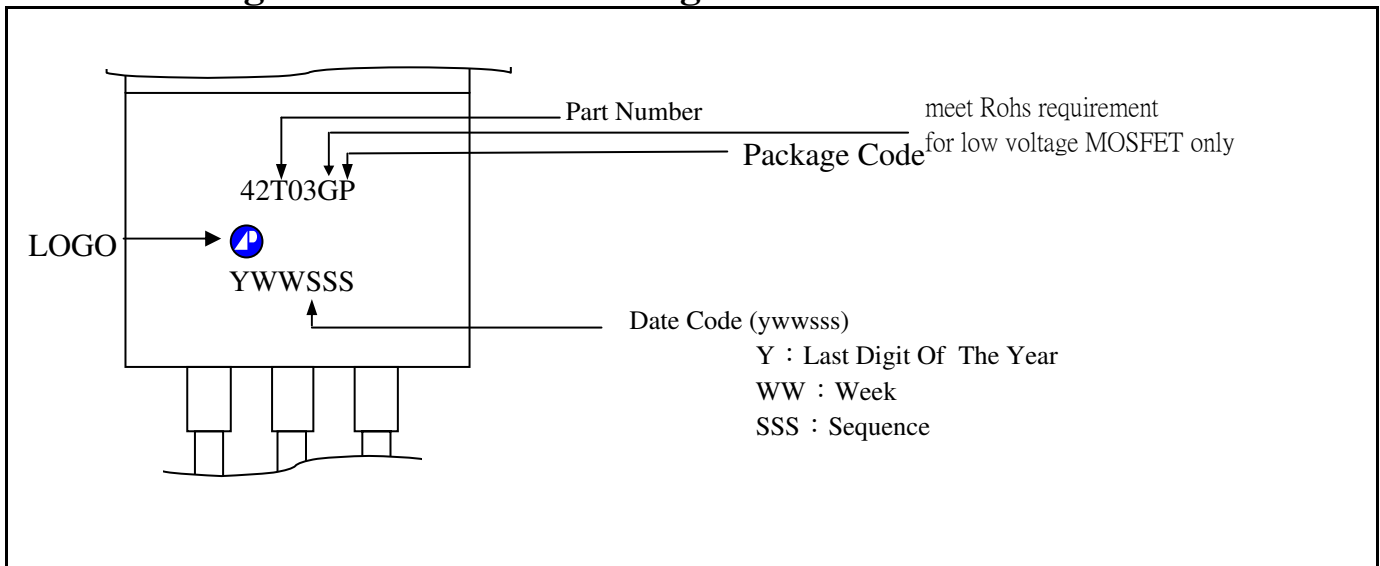 Part Number
meet Rohs requirement
for low voltage MOSFET only
Package Code
42T03GP
LOGO
YWWSSS
Date Code (ywwsss)
Y：Last Digit Of The Year
WW：Week
SSS：Sequence